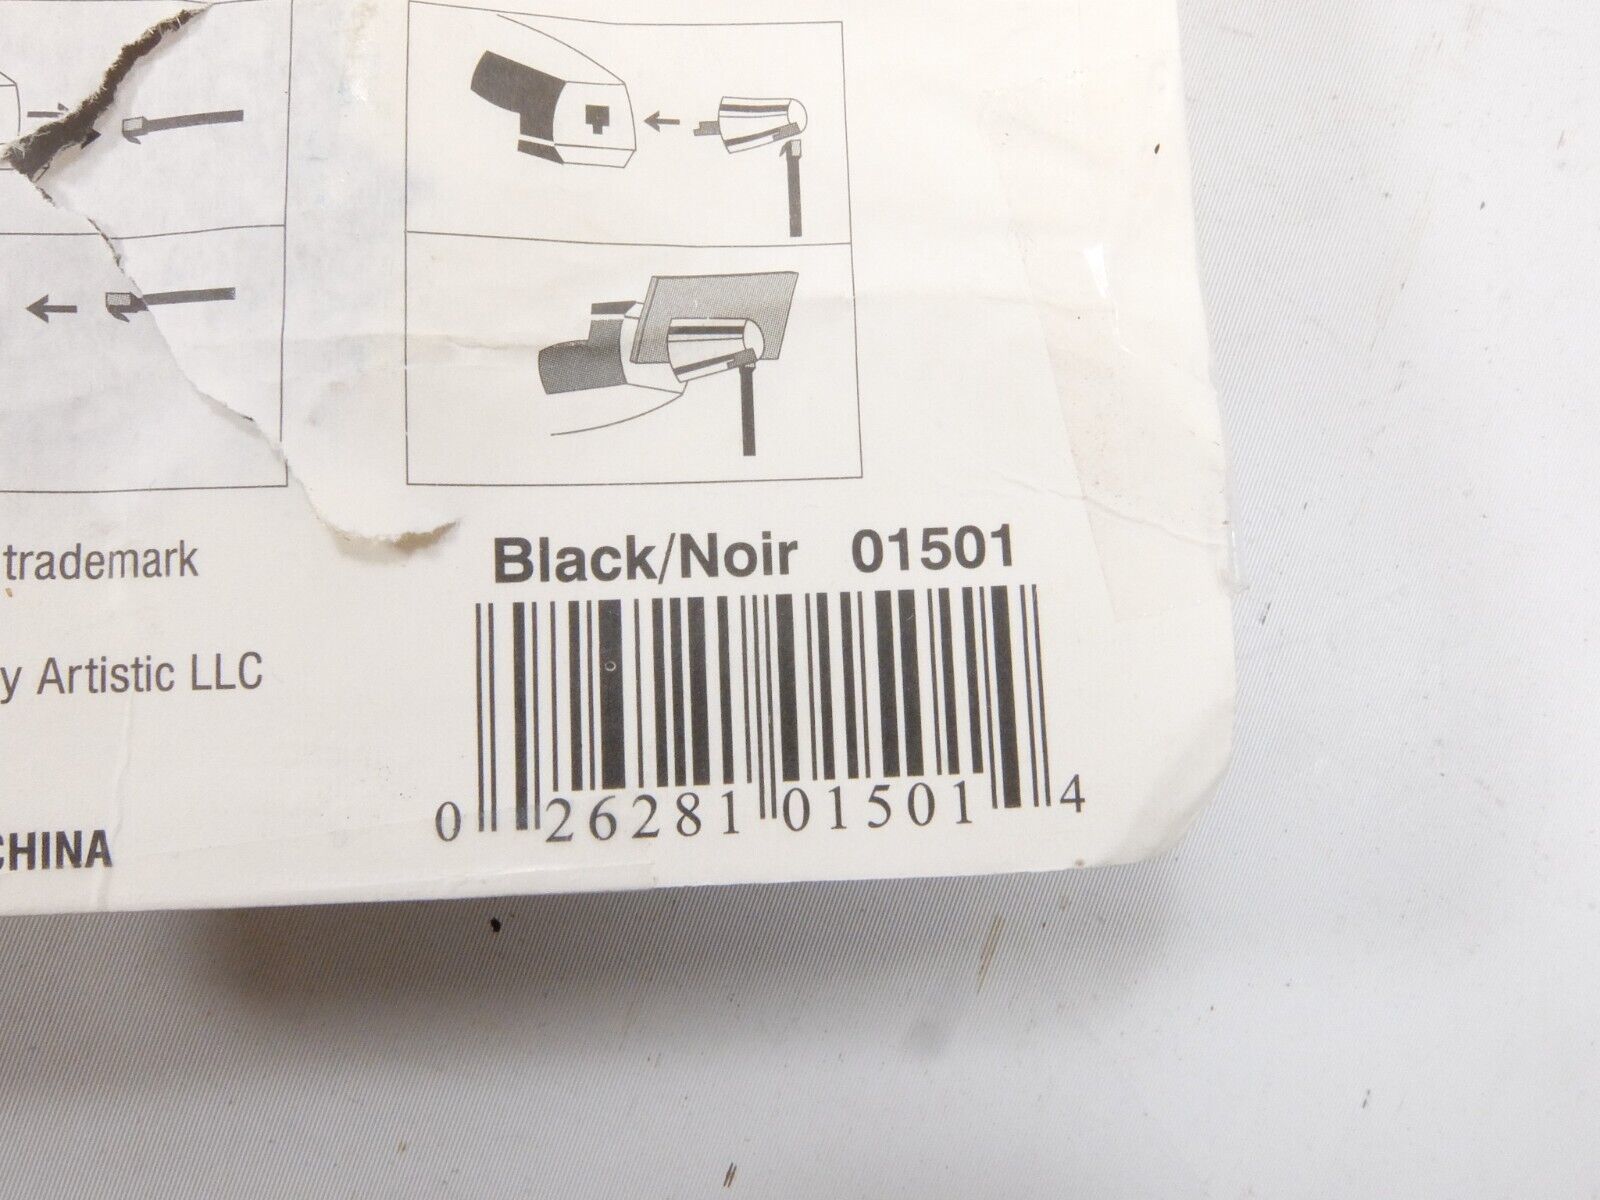 trademark
Black/Noir 01501
y Artistic LLC
0 26281 01501 4
CHINA